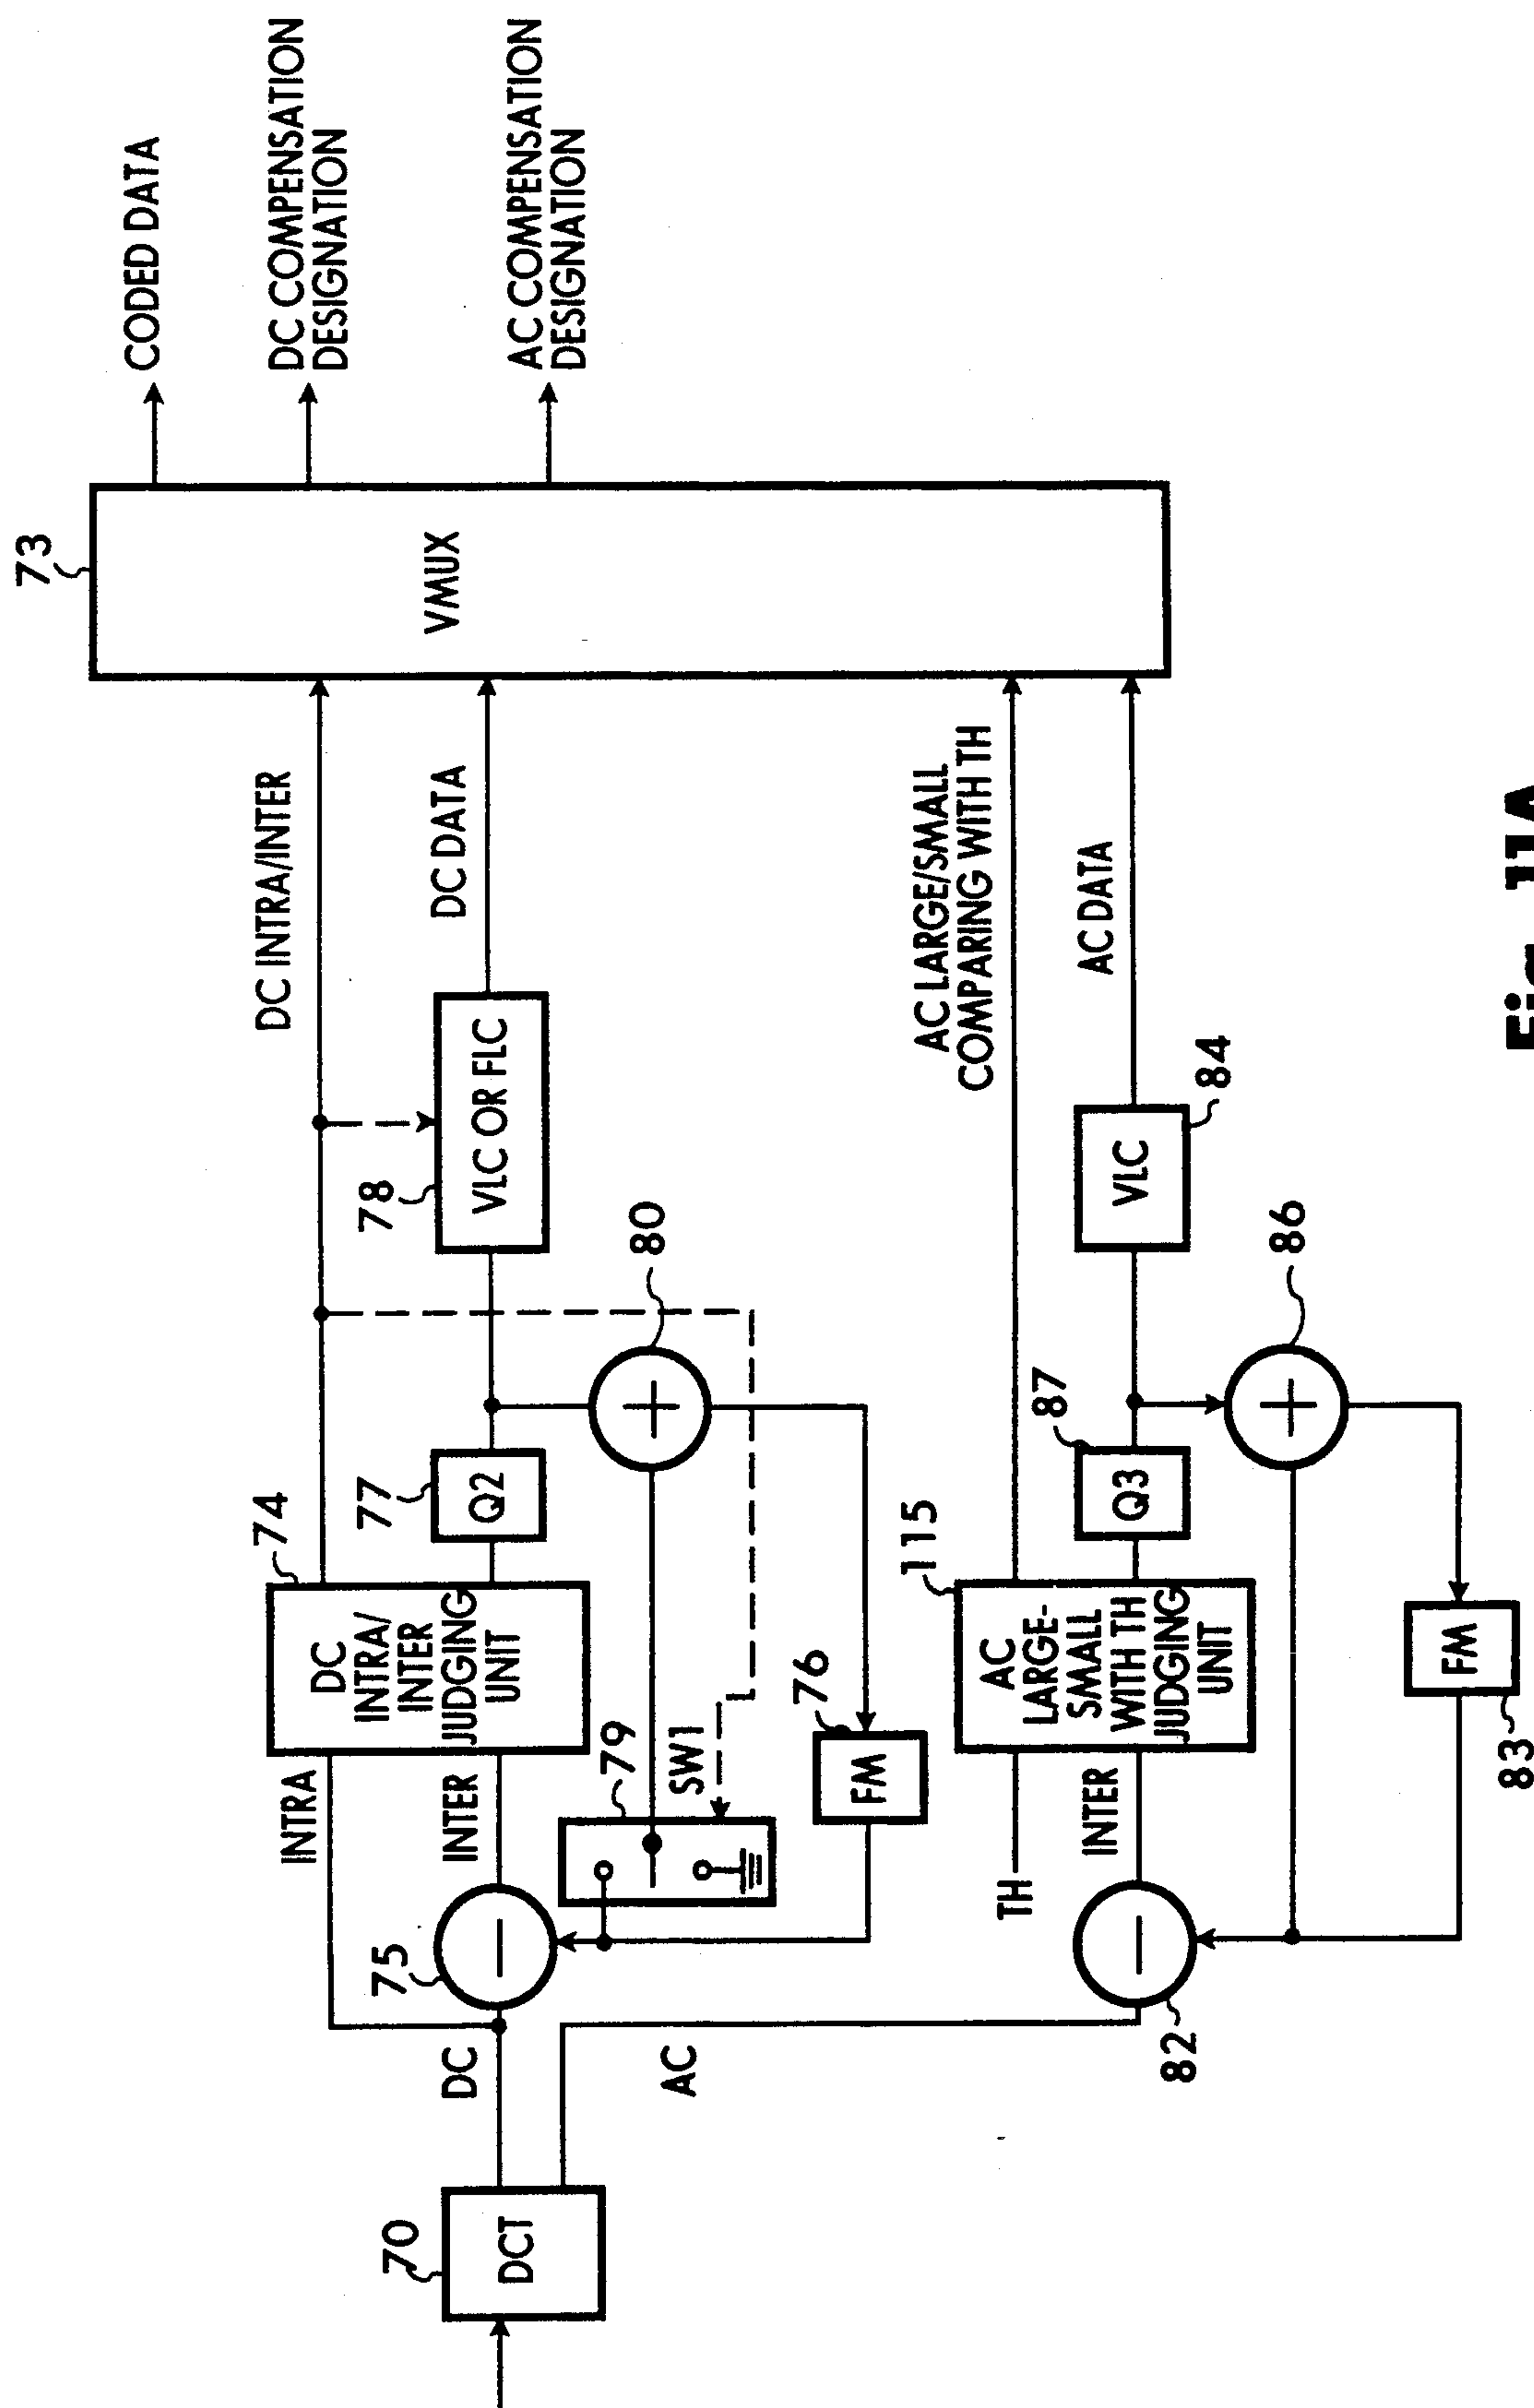 70
DCT
DC
AC
75
INTRA
INTER
74
DC
INTRA/
INTER
JUDGING
UNIT
77
Q2
78
VLC OR FLC
DC INTRA/INTER
DC DATA
79
SW1
76
FM
80
73
VMUX
CODED DATA
DC COMPENSATION
DESIGNATION
AC COMPENSATION
DESIGNATION
82
TH
INTER
115
AC
LARGE-
SMALL
WITH TH
JUDGING
UNIT
87
Q3
84
VLC
AC LARGE/SMALL
COMPARING WITH TH
AC DATA
86
83
FM
Fig. 11A